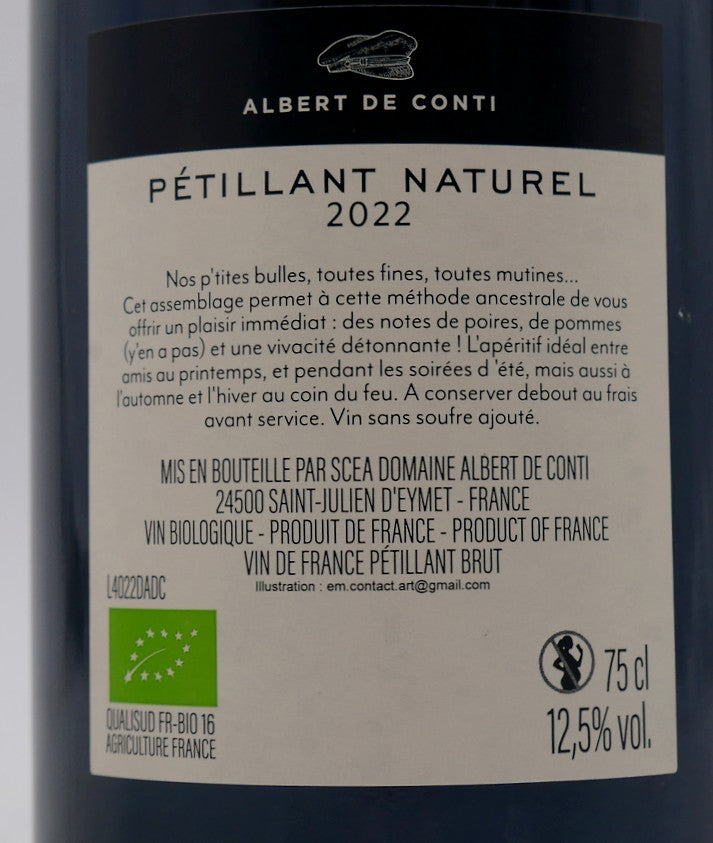 ALBERT DE CONTI
PÉTILLANT NATUREL
2022
Nos p'tites bulles, toutes fines, toutes mutines...
Cet assemblage permet à cette méthode ancestrale de vous
offrir un plaisir immédiat : des notes de poires, de pommes
(y'en a pas) et une vivacité détonnante ! L'apéritif idéal entre
amis au printemps, et pendant les soirées d 'été, mais aussi à
l'automne et l'hiver au coin du feu. A conserver debout au frais
avant service. Vin sans soufre ajouté.
MIS EN BOUTEILLE PAR SCEA DOMAINE ALBERT DE CONTI
24500 SAINT-JULIEN D'EYMET - FRANCE
VIN BIOLOGIQUE - PRODUIT DE FRANCE - PRODUCT OF FRANCE
VIN DE FRANCE PÉTILLANT BRUT
Illustration : em.contact.art@gmail.com
L4022DADC
QUALISUD FR-BIO 16
AGRICULTURE FRANCE
75 cl
12,5% vol.